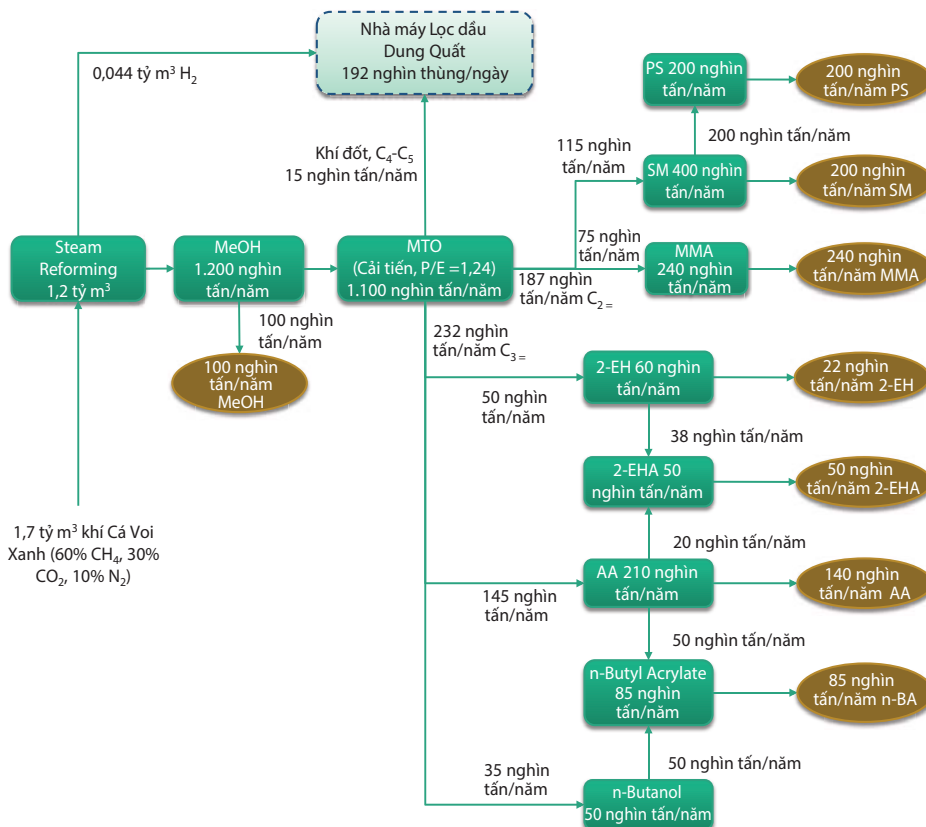 Nhà máy Lọc dầu
Dung Quất
192 nghìn thùng/ngày
0,044 tỷ m³ H₂
Khí đốt, C₄-C₅
15 nghìn tấn/năm
PS 200 nghìn
tấn/năm
200 nghìn
tấn/năm PS
200 nghìn tấn/năm
115 nghìn
tấn/năm
SM 400 nghìn
tấn/năm
200 nghìn
tấn/năm SM
Steam
Reforming
1,2 tỷ m³
MeOH
1.200 nghìn
tấn/năm
MTO
(Cải tiến, P/E =1,24)
1.100 nghìn tấn/năm
75 nghìn
tấn/năm
187 nghìn
tấn/năm C₂₌
MMA
240 nghìn
tấn/năm
240 nghìn
tấn/năm MMA
100 nghìn
tấn/năm
100 nghìn
tấn/năm
MeOH
232 nghìn
tấn/năm C₃₌
50 nghìn
tấn/năm
2-EH 60 nghìn
tấn/năm
22 nghìn
tấn/năm 2-EH
38 nghìn tấn/năm
2-EHA 50
nghìn tấn/năm
50 nghìn
tấn/năm 2-EHA
1,7 tỷ m³ khí Cá Voi
Xanh (60% CH₄, 30%
CO₂, 10% N₂)
20 nghìn tấn/năm
145 nghìn
tấn/năm
AA 210 nghìn
tấn/năm
140 nghìn
tấn/năm AA
50 nghìn tấn/năm
n-Butyl Acrylate
85 nghìn
tấn/năm
85 nghìn
tấn/năm n-BA
50 nghìn tấn/năm
35 nghìn
tấn/năm
n-Butanol
50 nghìn tấn/năm